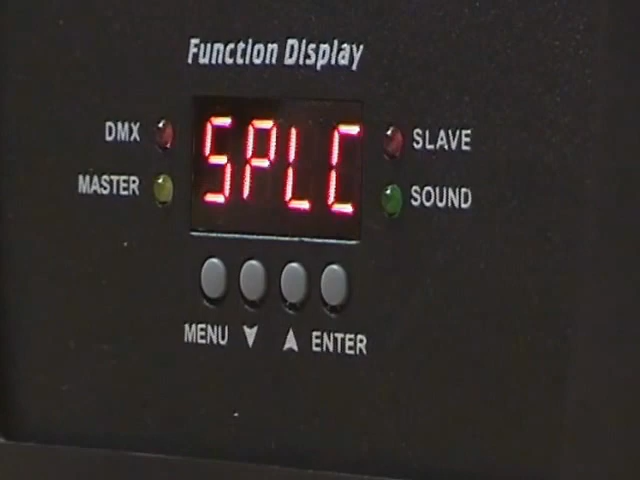 Function Display
SPLC
DMX
SLAVE
MASTER
SOUND
MENU ▼ ▲ ENTER